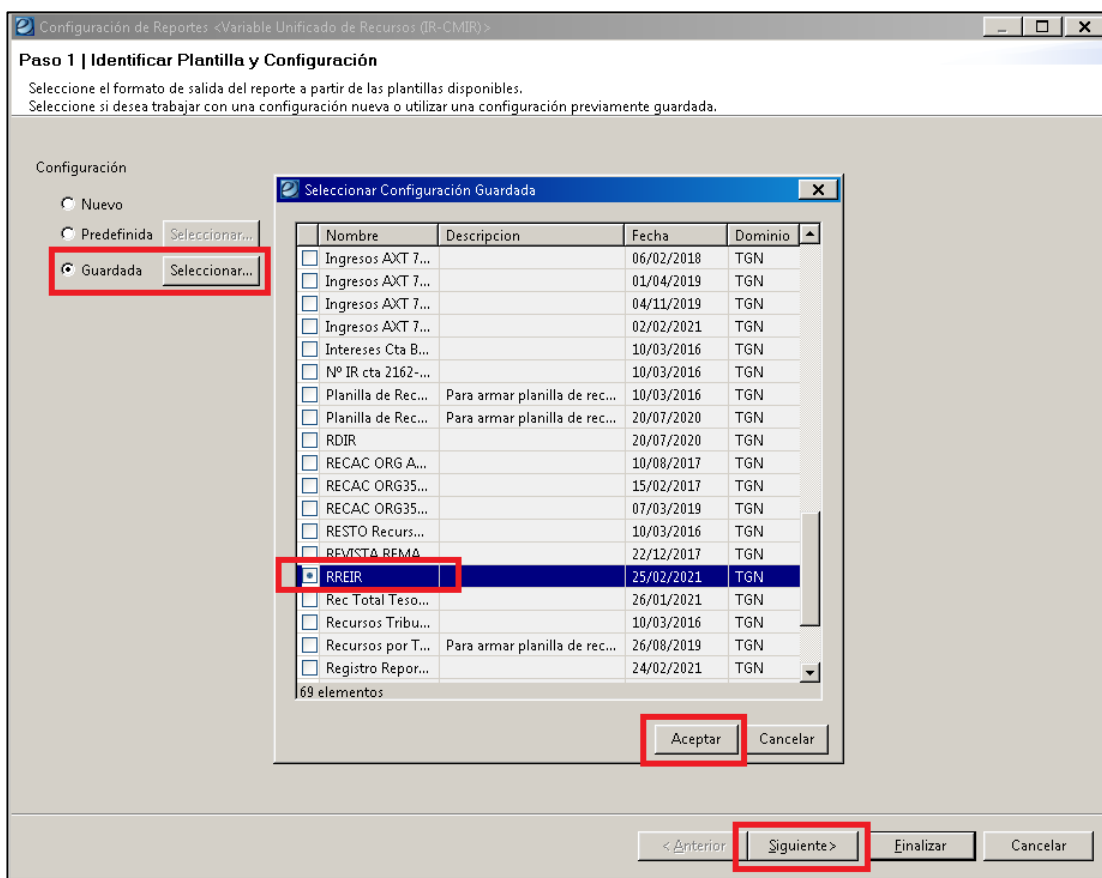 Configuración de Reportes <Variable Unificado de Recursos (IR-CMIR)>
Paso 1 | Identificar Plantilla y Configuración
Seleccione el formato de salida del reporte a partir de las plantillas disponibles.
Seleccione si desea trabajar con una configuración nueva o utilizar una configuración previamente guardada.
Configuración
Nuevo
Predefinida Seleccionar...
Guardada Seleccionar...
Seleccionar Configuración Guardada
Nombre Descripcion Fecha Dominio
Ingresos AXT 7... 06/02/2018 TGN
Ingresos AXT 7... 01/04/2019 TGN
Ingresos AXT 7... 04/11/2019 TGN
Ingresos AXT 7... 02/02/2021 TGN
Intereses Cta B... 10/03/2016 TGN
Nº IR cta 2162-... 10/03/2016 TGN
Planilla de Rec... Para armar planilla de rec... 10/03/2016 TGN
Planilla de Rec... Para armar planilla de rec... 20/07/2020 TGN
RDIR 20/07/2020 TGN
RECAC ORG A... 10/08/2017 TGN
RECAC ORG35... 15/02/2017 TGN
RECAC ORG35... 07/03/2019 TGN
RESTO Recurs... 10/03/2016 TGN
REVISTA REMA 22/12/2017 TGN
RREIR 25/02/2021 TGN
Rec Total Teso... 26/01/2021 TGN
Recursos Tribu... 10/03/2016 TGN
Recursos por T... Para armar planilla de rec... 26/08/2019 TGN
Registro Repor... 24/02/2021 TGN
69 elementos
Aceptar Cancelar
< Anterior Siguiente> Finalizar Cancelar